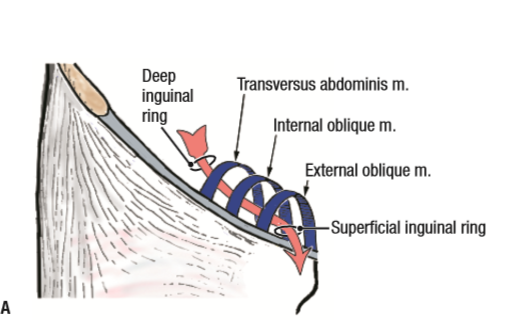 Deep
inguinal
ring
Transversus abdominis m.
Internal oblique m.
External oblique m.
Superficial inguinal ring
A